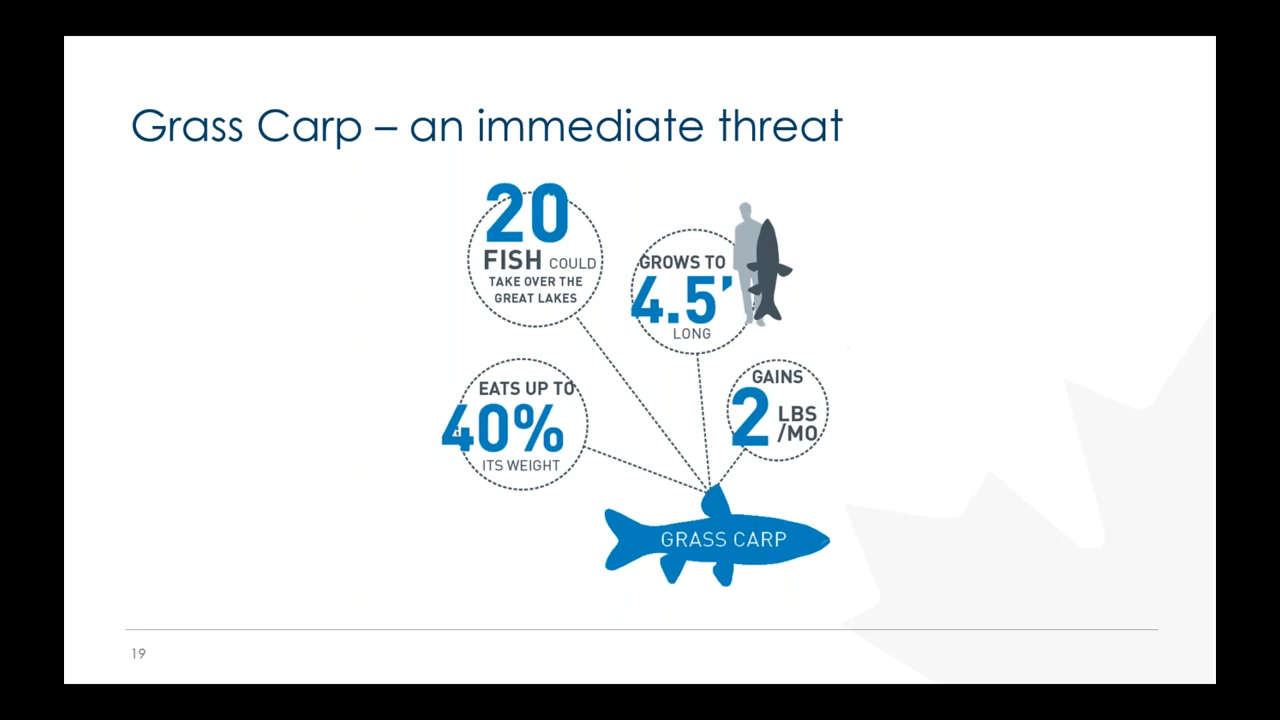 Grass Carp – an immediate threat
20
FISH COULD
TAKE OVER THE
GREAT LAKES
GROWS TO
4.5’
LONG
EATS UP TO
40%
ITS WEIGHT
GAINS
2 LBS
/MO
GRASS CARP
19